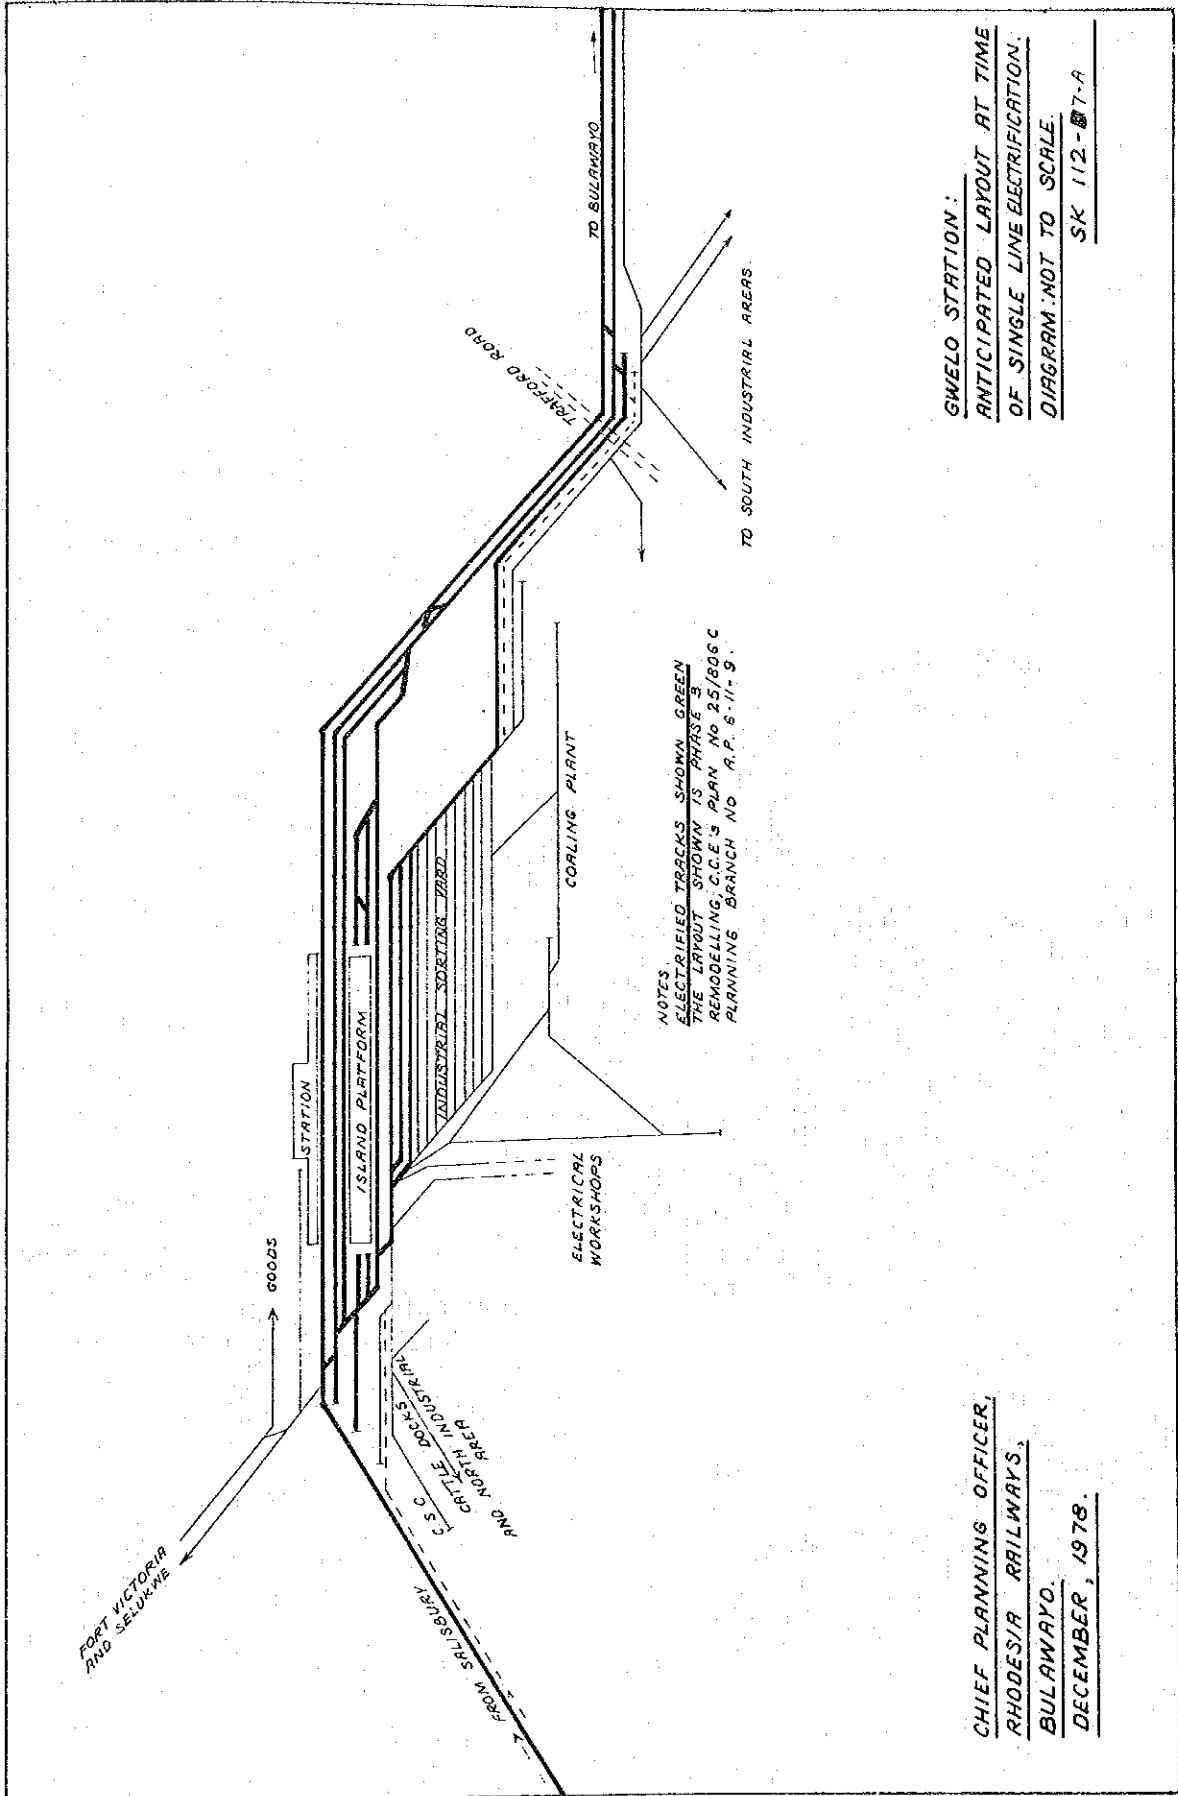 FORT VICTORIA
AND SELUKWE
GOODS
STATION
ISLAND PLATFORM
INDUSTRIAL SORTING YARD
FROM SALISBURY
C S C
CATTLE DOCKS
AND NORTH INDUSTRIAL
AREA
ELECTRICAL
WORKSHOPS
COALING PLANT
TRAFFORD ROAD
TO BULAWAYO
TO SOUTH INDUSTRIAL AREAS.
NOTES
ELECTRIFIED TRACKS SHOWN GREEN
THE LAYOUT SHOWN IS PHASE 3
REMODELLING, C.C.E'S PLAN NO 25/806 C
PLANNING BRANCH NO A.P. 6-11-9.
CHIEF PLANNING OFFICER,
RHODESIA RAILWAYS,
BULAWAYO.
DECEMBER, 1978.
GWELO STATION:
ANTICIPATED LAYOUT AT TIME
OF SINGLE LINE ELECTRIFICATION.
DIAGRAM: NOT TO SCALE.
SK 112-7-A